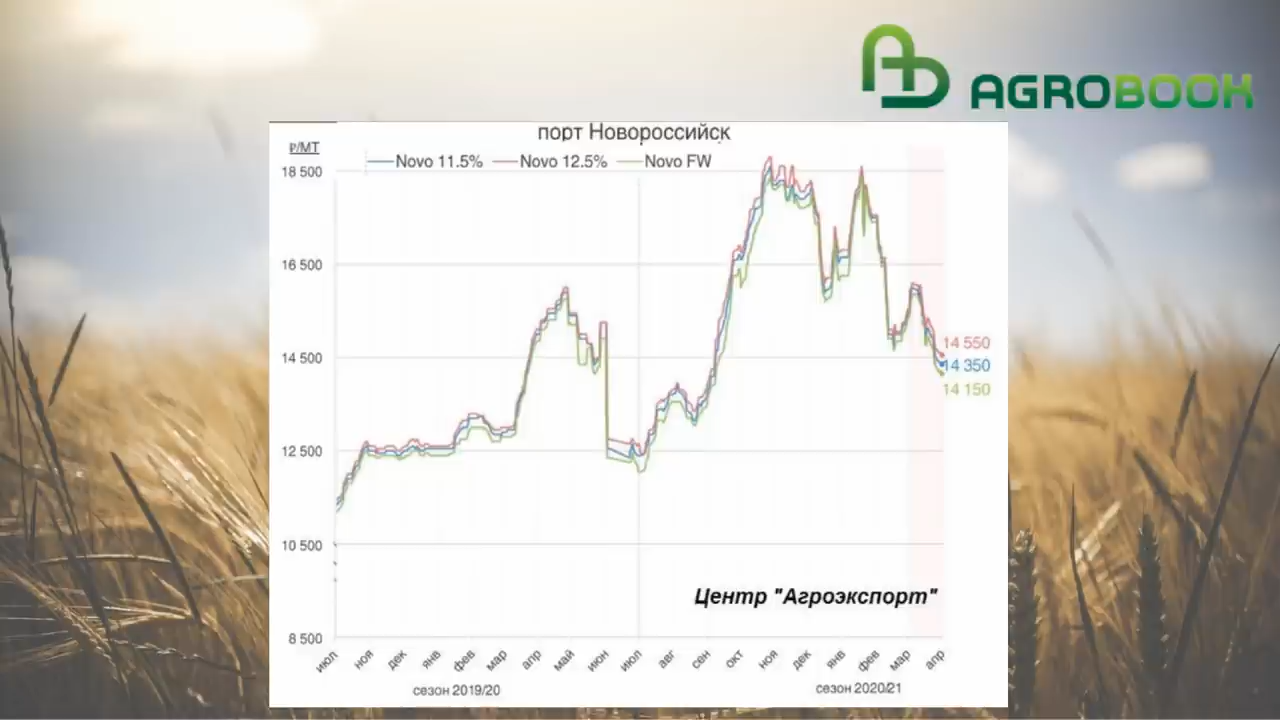 AGROBOOK
порт Новороссийск
₽/МТ
Novo 11.5% Novo 12.5% Novo FW
18 500
16 500
14 500
12 500
10 500
8 500
14 550
14 350
14 150
Центр "Агроэкспорт"
июл ноя дек янв фев мар апр май июн июл авг сен окт ноя дек янв фев мар апр
сезон 2019/20 сезон 2020/21